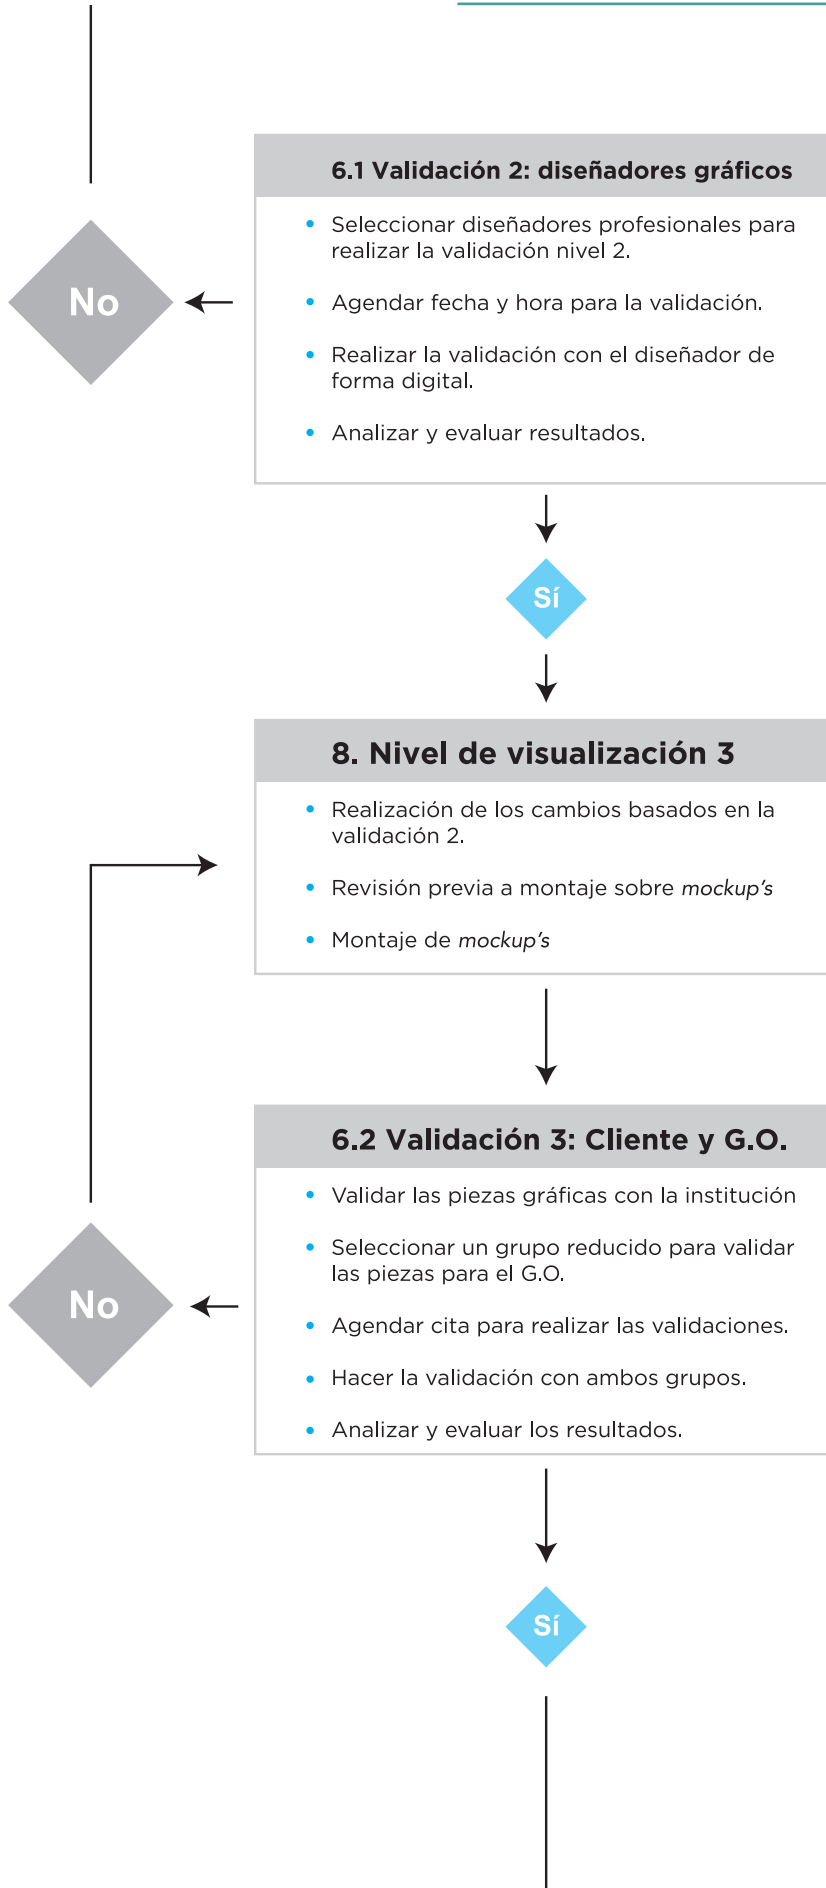 6.1 Validación 2: diseñadores gráficos
• Seleccionar diseñadores profesionales para
realizar la validación nivel 2.
• Agendar fecha y hora para la validación.
• Realizar la validación con el diseñador de
forma digital.
• Analizar y evaluar resultados.
No
Sí
8. Nivel de visualización 3
• Realización de los cambios basados en la
validación 2.
• Revisión previa a montaje sobre mockup's
• Montaje de mockup's
6.2 Validación 3: Cliente y G.O.
• Validar las piezas gráficas con la institución
• Seleccionar un grupo reducido para validar
las piezas para el G.O.
• Agendar cita para realizar las validaciones.
• Hacer la validación con ambos grupos.
• Analizar y evaluar los resultados.
No
Sí